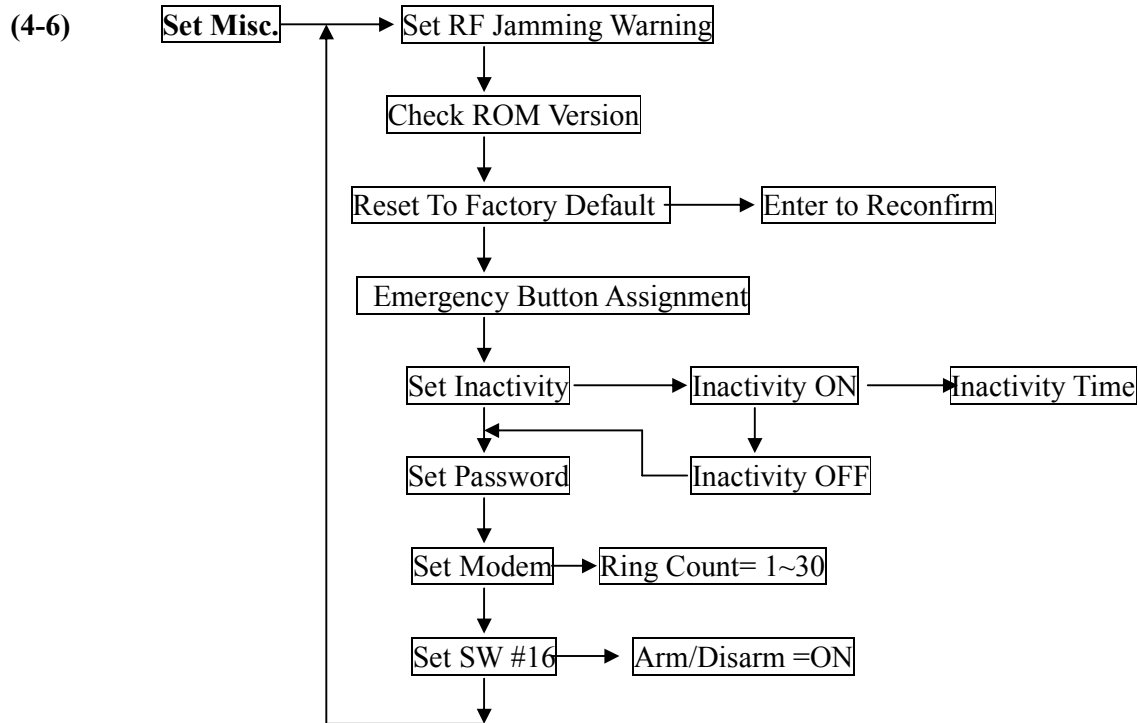 (4-6) Set Misc. Set RF Jamming Warning
Check ROM Version
Reset To Factory Default Enter to Reconfirm
Emergency Button Assignment
Set Inactivity Inactivity ON Inactivity Time
Set Password Inactivity OFF
Set Modem Ring Count= 1~30
Set SW #16 Arm/Disarm =ON